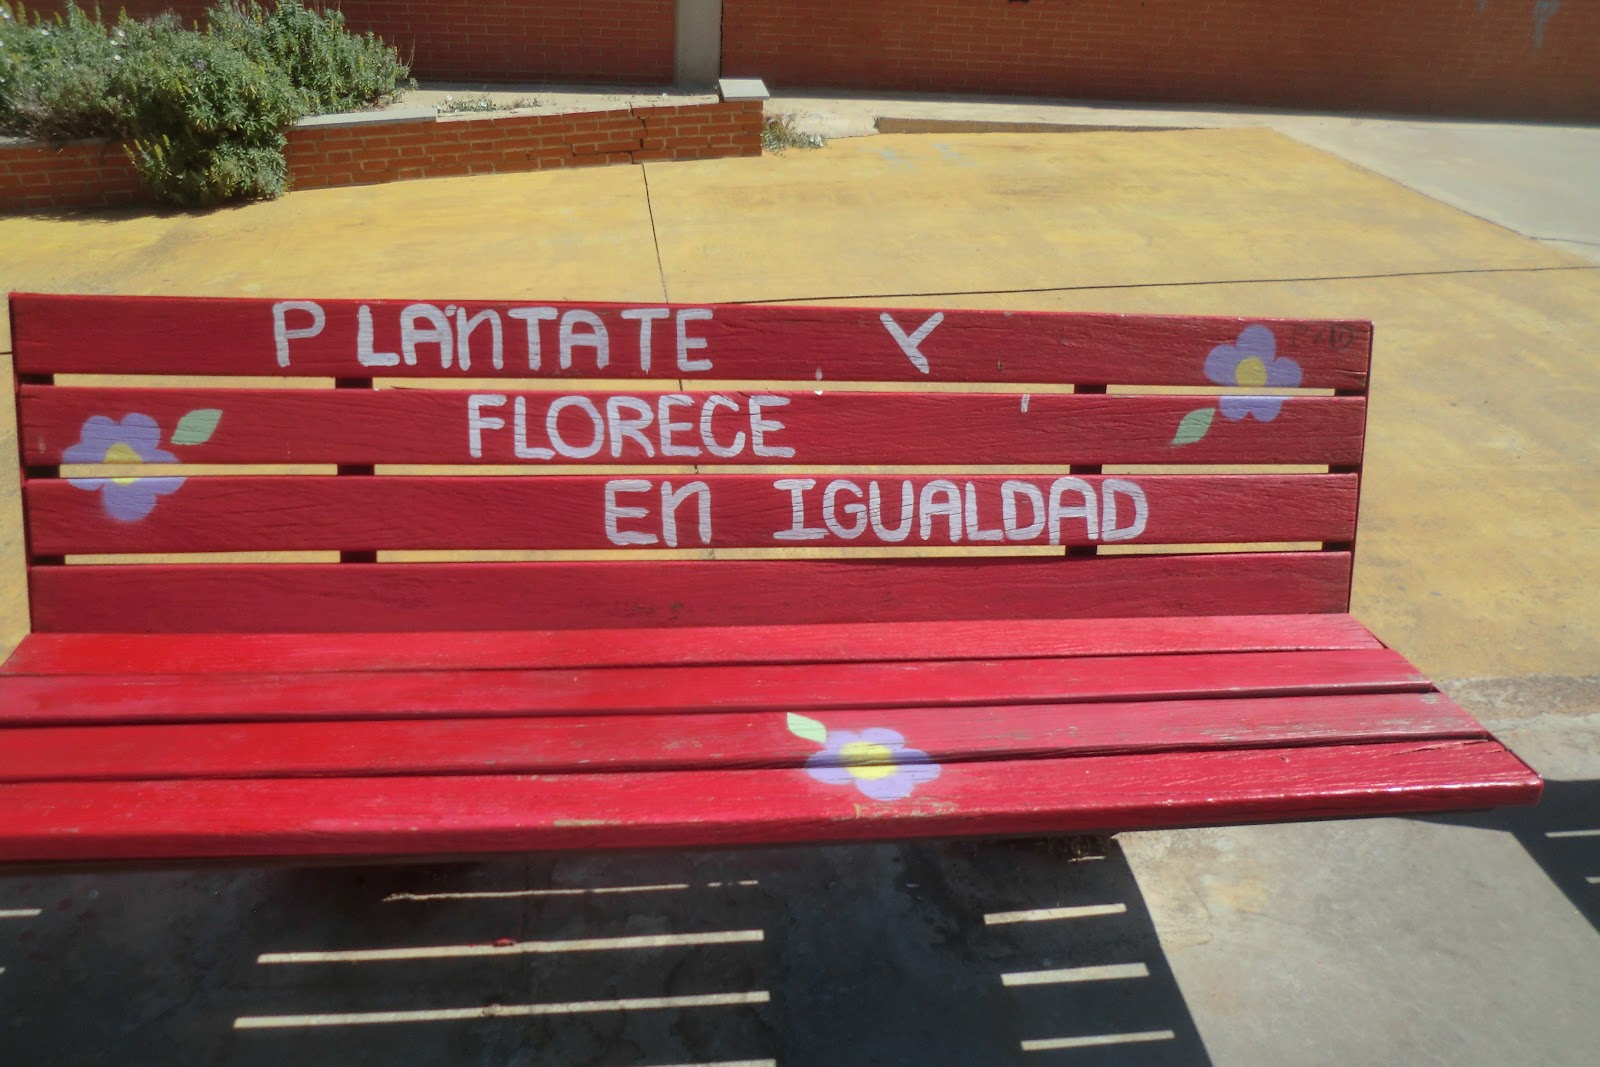 PLÁNTATE Y
FLORECE
EN IGUALDAD